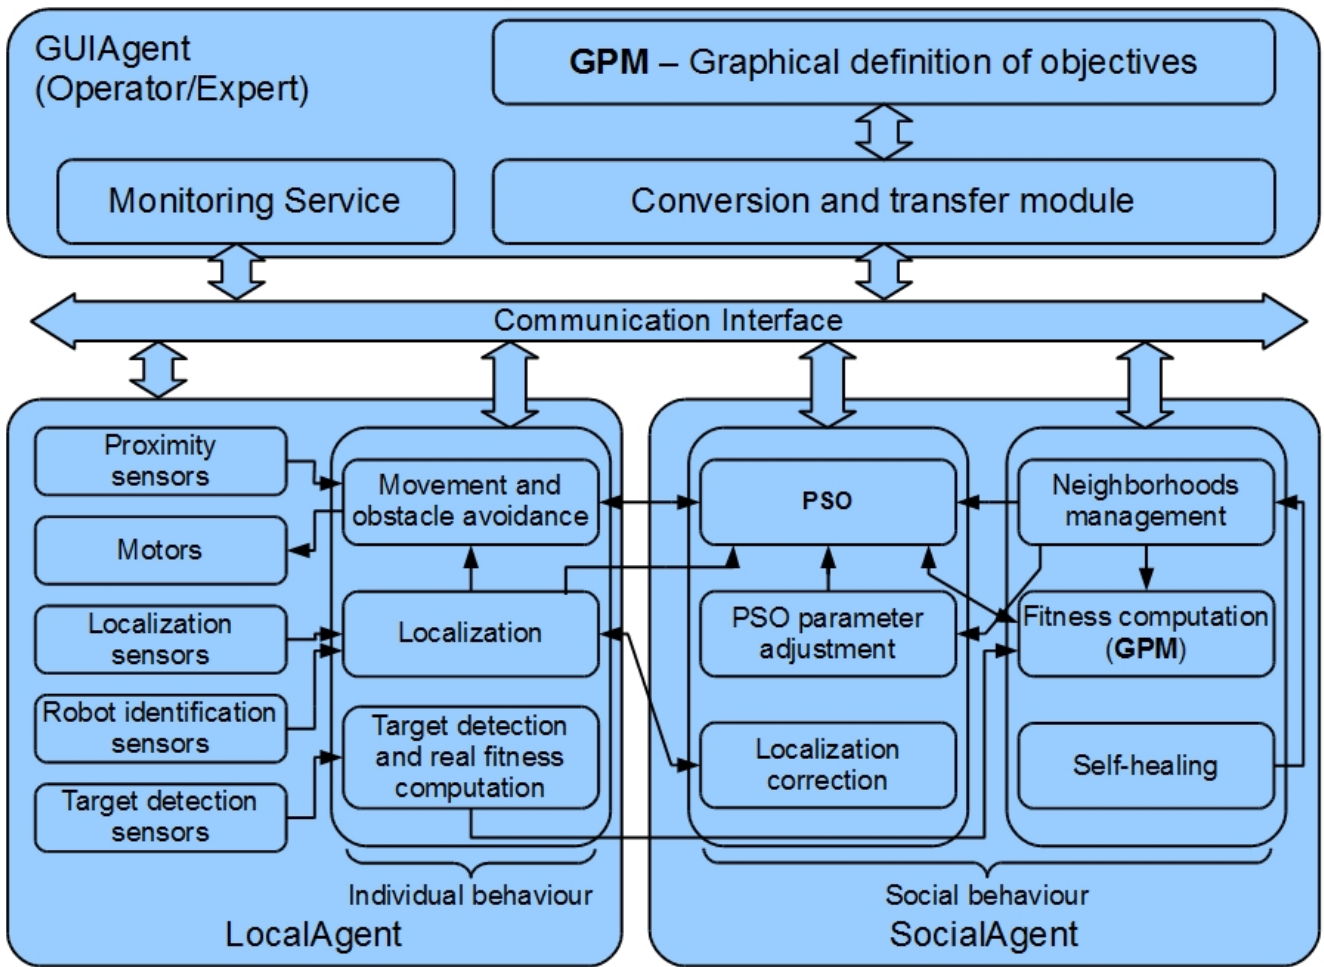 GUIAgent
(Operator/Expert)
GPM – Graphical definition of objectives
Monitoring Service
Conversion and transfer module
Communication Interface
Proximity
sensors
Motors
Localization
sensors
Robot identification
sensors
Target detection
sensors
Movement and
obstacle avoidance
Localization
Target detection
and real fitness
computation
Individual behaviour
LocalAgent
PSO
PSO parameter
adjustment
Localization
correction
Neighborhoods
management
Fitness computation
(GPM)
Self-healing
Social behaviour
SocialAgent